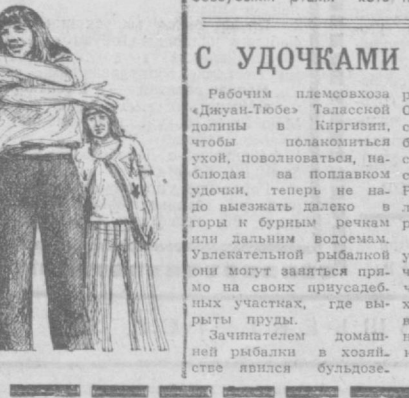 С УДОЧКАМИ
Рабочим племсовхоза
«Джуан-Тюбе» Таласской
долины в Киргизии,
чтобы полакомиться
ухой, поволноваться, на-
блюдая за поплавком
удочки, теперь не на-
до выезжать далеко в
горы к бурным речкам
или дальним водоемам.
Увлекательной рыбалкой
они могут заняться пря-
мо на своих приусадеб-
ных участках, где вы-
рыты пруды.
Зачинателем домаш-
ней рыбалки в хозяй-
стве явился бульдозе-